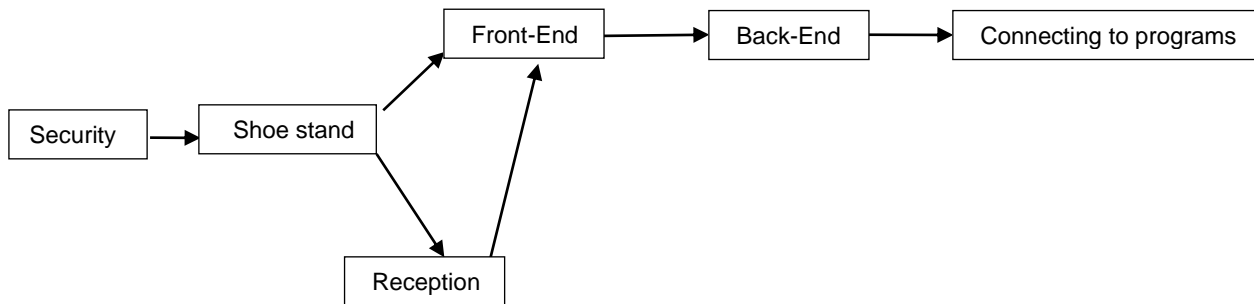 Security
Shoe stand
Front-End
Reception
Back-End
Connecting to programs